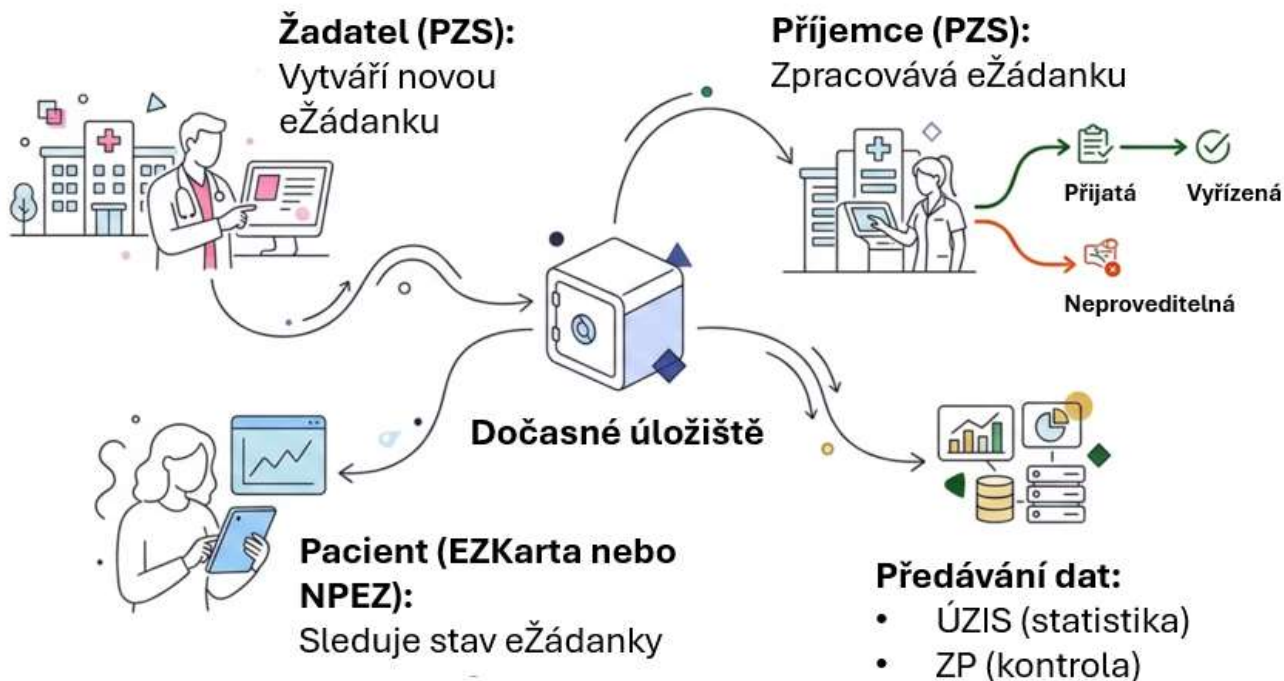 Žadatel (PZS):
Vytváří novou
eŽádanku
Příjemce (PZS):
Zpracovává eŽádanku
Přijatá
Vyřízená
Neproveditelná
Dočasné úložiště
Pacient (EZKarta nebo
NPEZ):
Sleduje stav eŽádanky
Předávání dat:
• ÚZIS (statistika)
• ZP (kontrola)